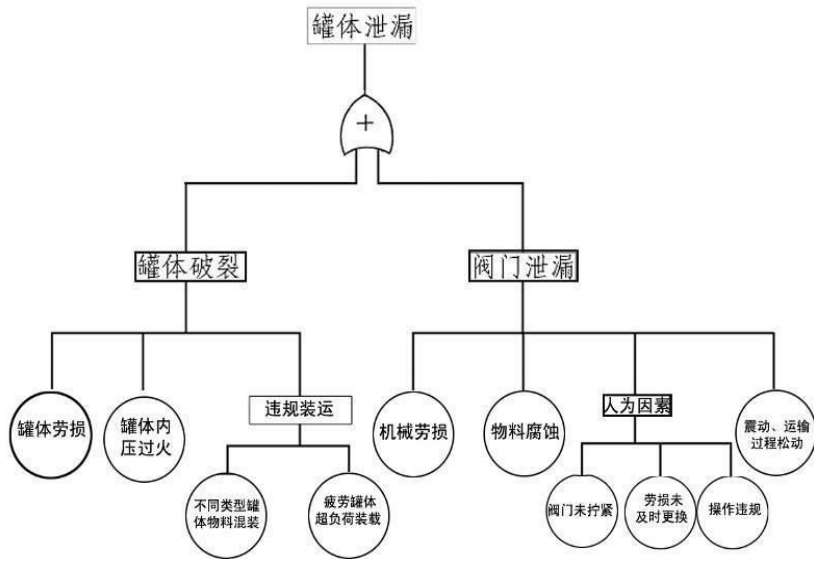 罐体泄漏
+
罐体破裂
阀门泄漏
罐体劳损
罐体内
压过火
违规装运
机械劳损
物料腐蚀
人为因素
震动、运输
过程松动
不同类型罐
体物料混装
疲劳罐体
超负荷装载
阀门未拧紧
劳损未
及时更换
操作违规